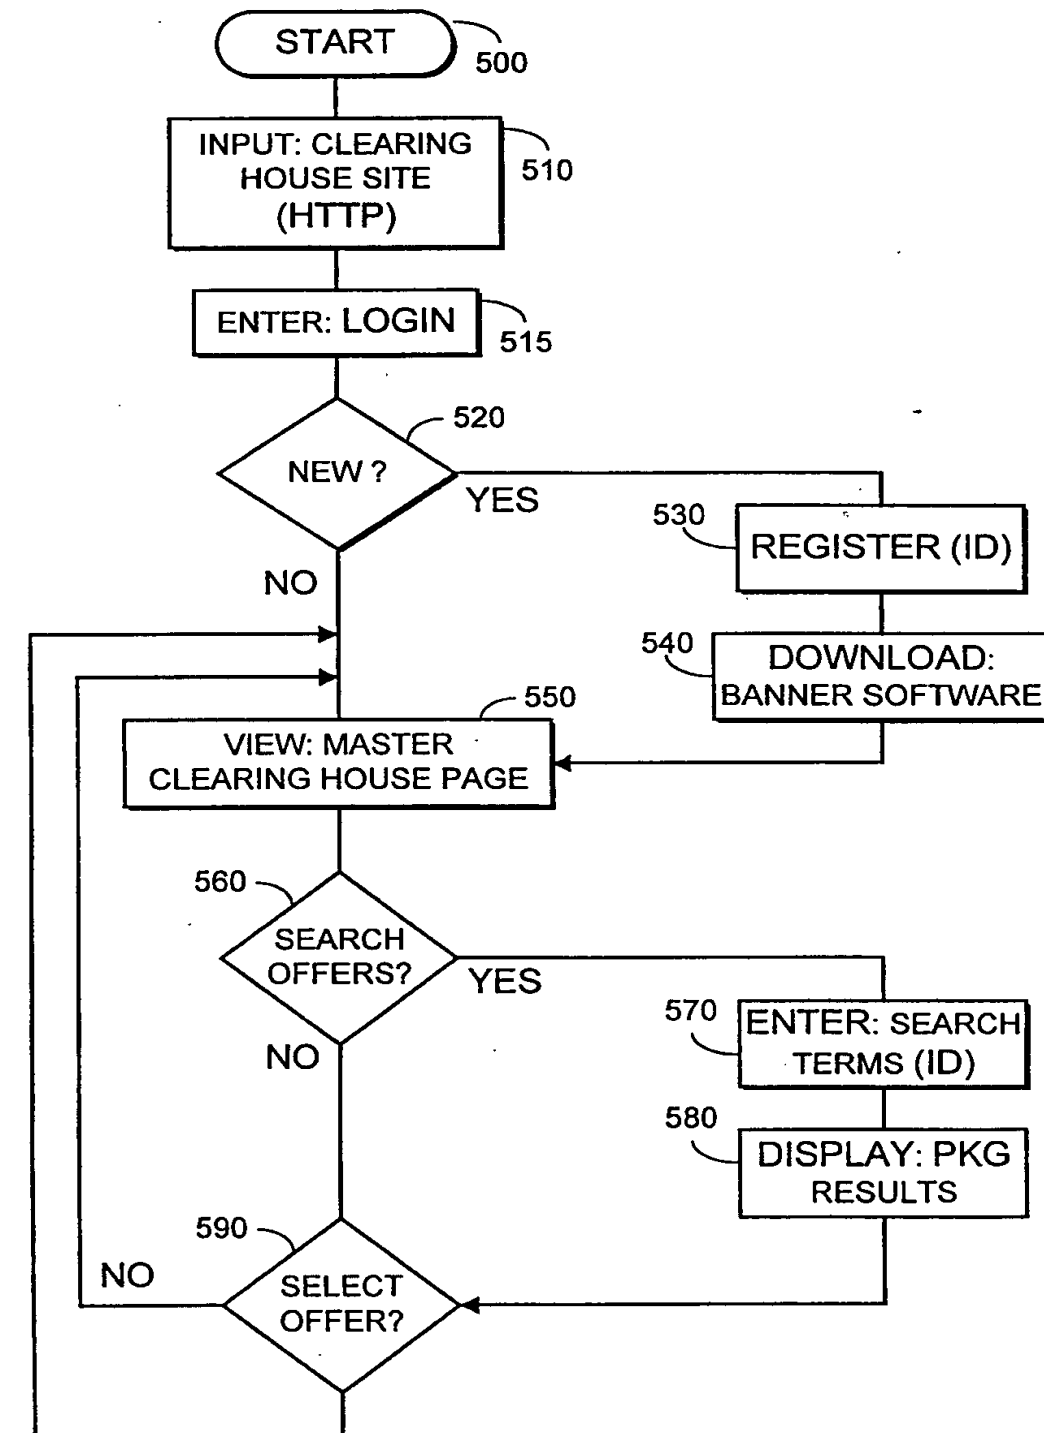 START
500
INPUT: CLEARING
HOUSE SITE
(HTTP)
510
ENTER: LOGIN
515
520
NEW ?
YES
530
REGISTER (ID)
NO
540
DOWNLOAD:
BANNER SOFTWARE
550
VIEW: MASTER
CLEARING HOUSE PAGE
560
SEARCH
OFFERS?
YES
570
ENTER: SEARCH
TERMS (ID)
NO
580
DISPLAY: PKG
RESULTS
590
NO
SELECT
OFFER?